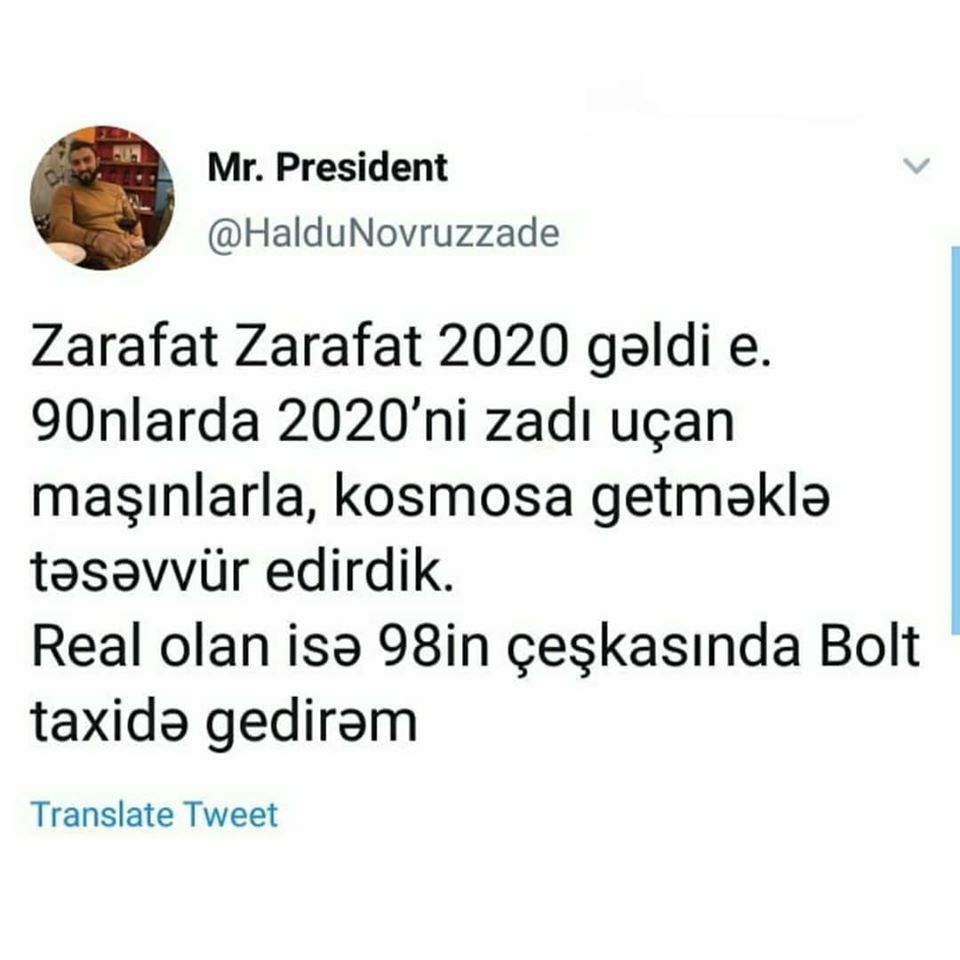 Mr. President
@HalduNovruzzade
Zarafat Zarafat 2020 gəldi e.
90nlarda 2020'ni zadı uçan
maşınlarla, kosmosa getməklə
təsəvvür edirdik.
Real olan isə 98in çeşkasında Bolt
taxidə gedirəm
Translate Tweet